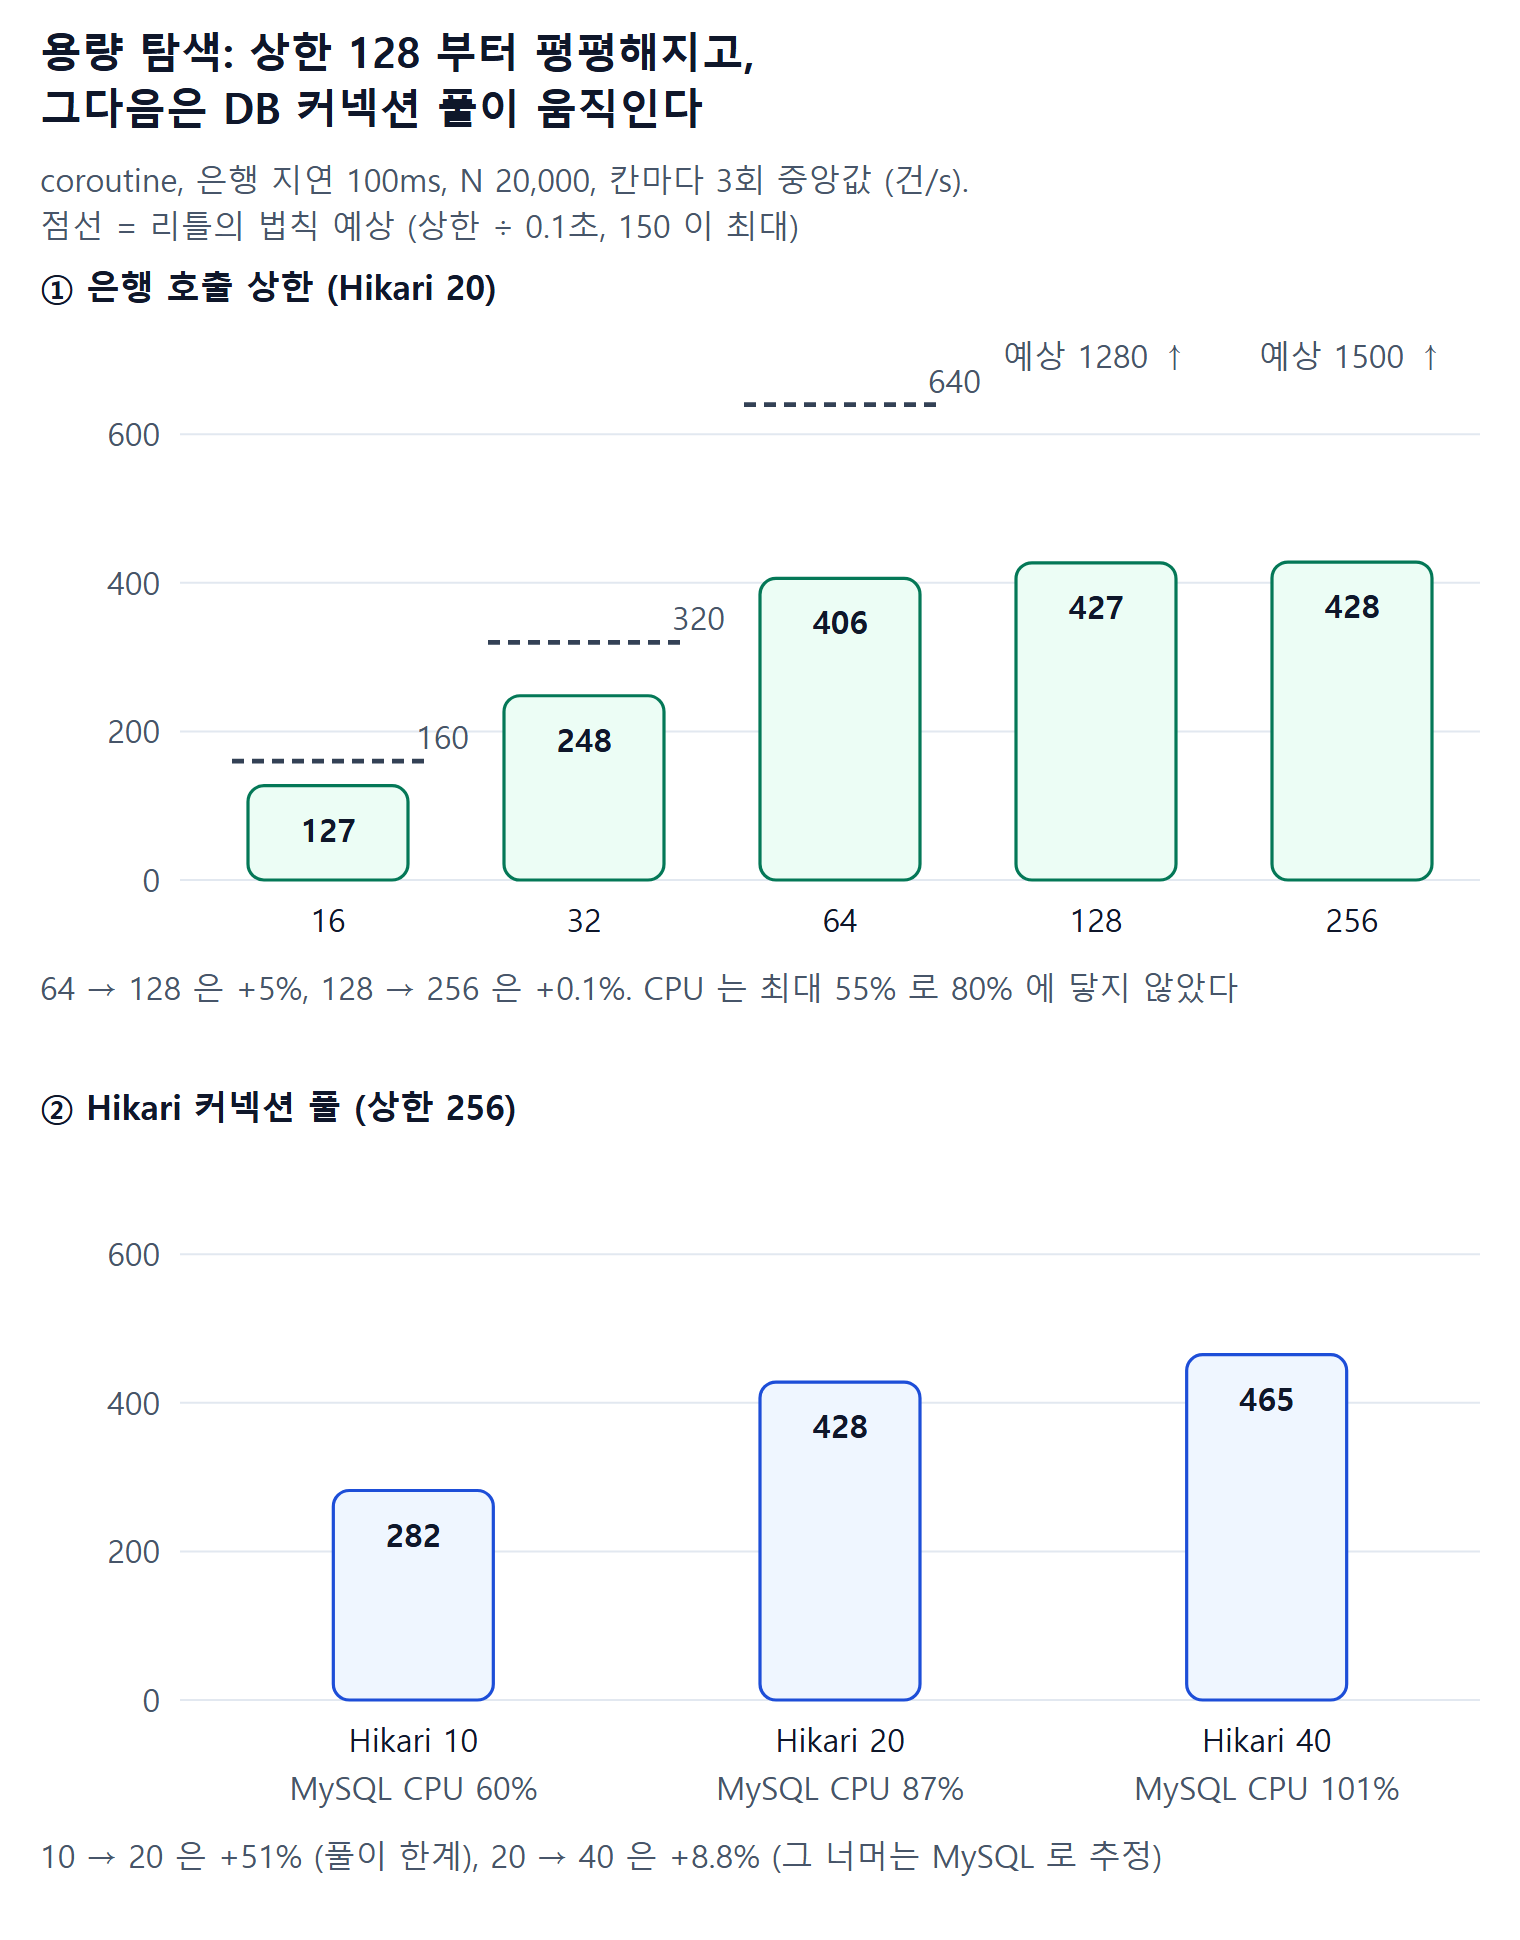 용량 탐색: 상한 128 부터 평평해지고,
그다음은 DB 커넥션 풀이 움직인다
coroutine, 은행 지연 100ms, N 20,000, 칸마다 3회 중앙값 (건/s).
점선 = 리틀의 법칙 예상 (상한 ÷ 0.1초, 150 이 최대)
① 은행 호출 상한 (Hikari 20)
예상 1280 ↑
예상 1500 ↑
640
600
400
320
200
160
0
127
248
406
427
428
16
32
64
128
256
64 → 128 은 +5%, 128 → 256 은 +0.1%. CPU 는 최대 55% 로 80% 에 닿지 않았다
② Hikari 커넥션 풀 (상한 256)
600
400
200
0
282
428
465
Hikari 10
MySQL CPU 60%
Hikari 20
MySQL CPU 87%
Hikari 40
MySQL CPU 101%
10 → 20 은 +51% (풀이 한계), 20 → 40 은 +8.8% (그 너머는 MySQL 로 추정)